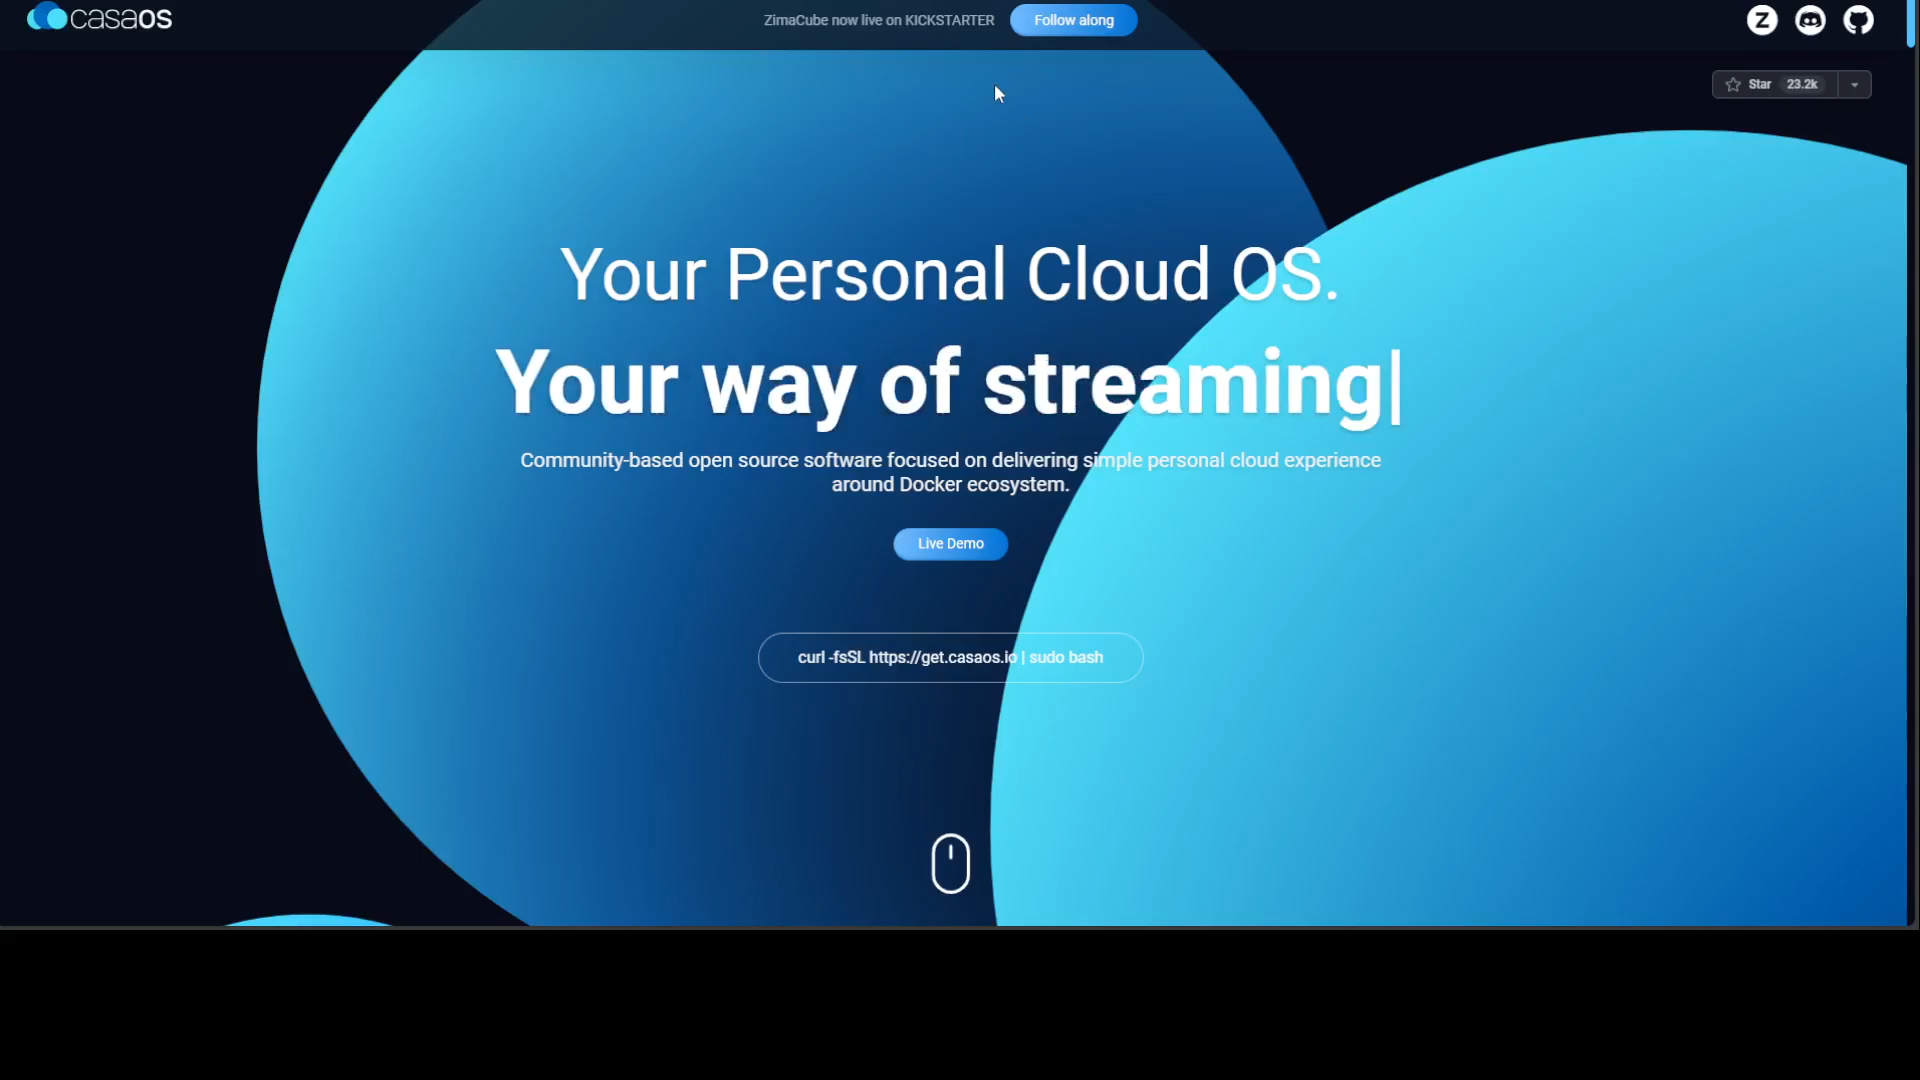 casaOS
ZimaCube now live on KICKSTARTER
Follow along
Z
Star 23.2k
Your Personal Cloud OS.
Your way of streaming|
Community-based open source software focused on delivering simple personal cloud experience
around Docker ecosystem.
Live Demo
curl -fsSL https://get.casaos.io | sudo bash